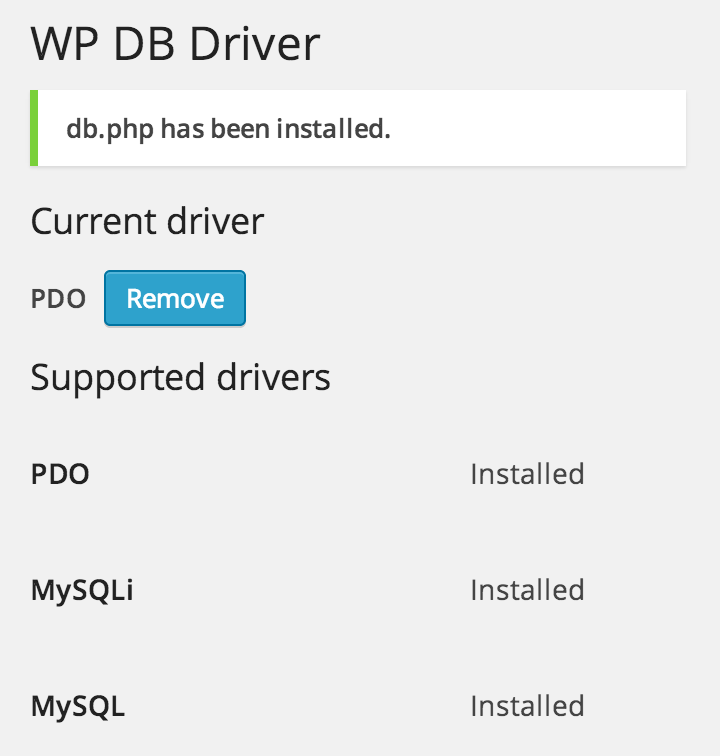 WP DB Driver
db.php has been installed.
Current driver
PDO Remove
Supported drivers
PDO Installed
MySQLi Installed
MySQL Installed